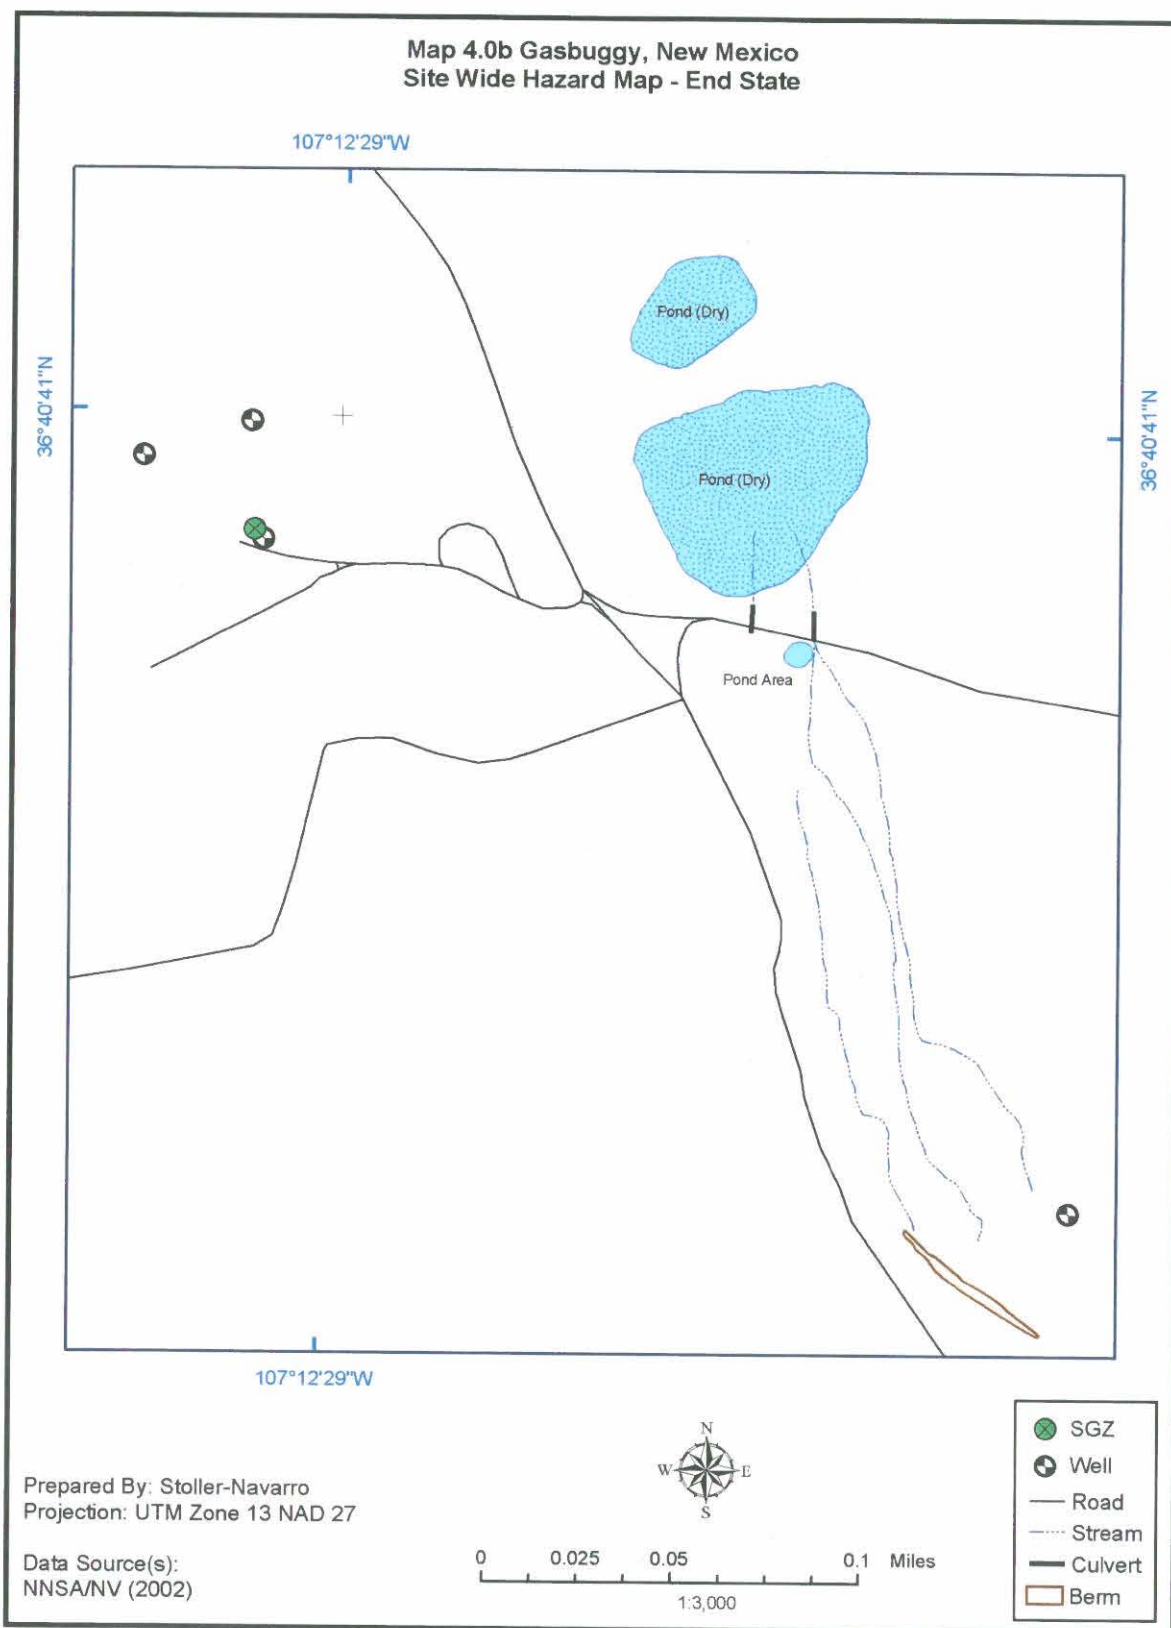 Map 4.0b Gasbuggy, New Mexico
Site Wide Hazard Map - End State
107°12'29"W
36°40'41"N
36°40'41"N
Pond (Dry)
Pond (Dry)
Pond Area
107°12'29"W
Prepared By: Stoller-Navarro
Projection: UTM Zone 13 NAD 27
Data Source(s):
NNSA/NV (2002)
N
W E
S
0 0.025 0.05 0.1 Miles
1:3,000
SGZ
Well
Road
Stream
Culvert
Berm